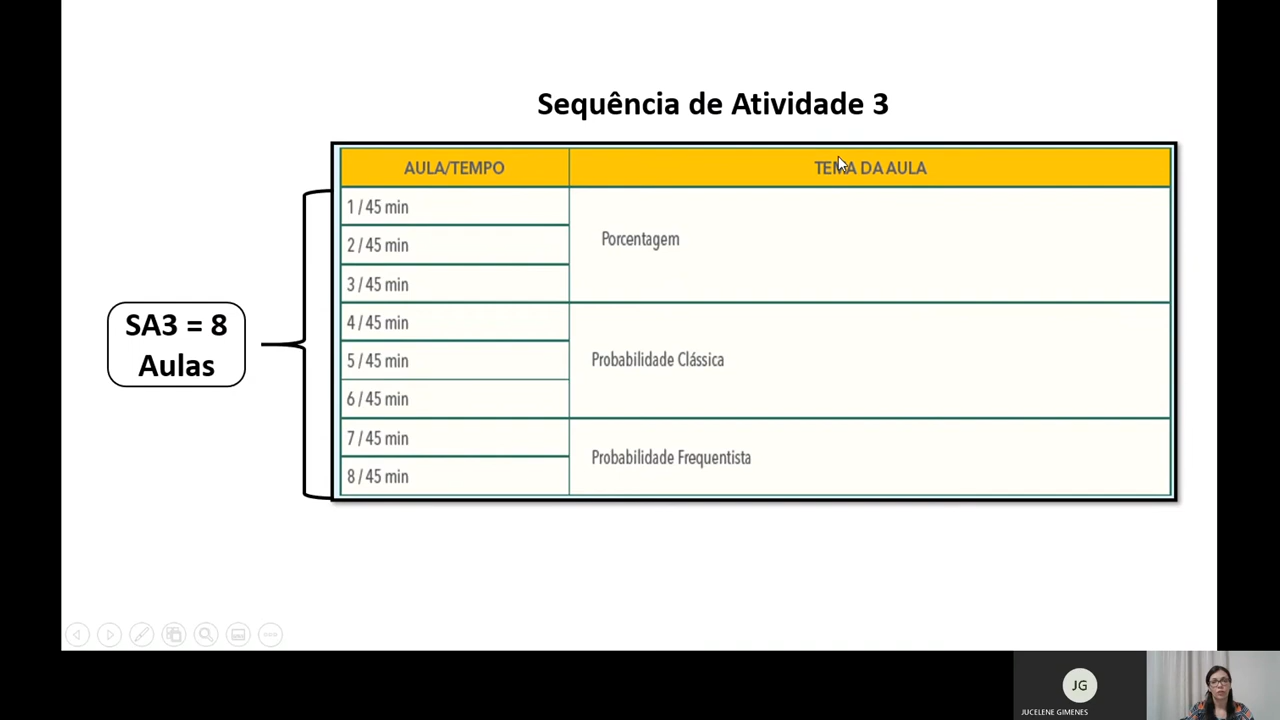 Sequência de Atividade 3
AULA/TEMPO
TEMA DA AULA
1 / 45 min
2 / 45 min
3 / 45 min
Porcentagem
4 / 45 min
5 / 45 min
6 / 45 min
Probabilidade Clássica
7 / 45 min
8 / 45 min
Probabilidade Frequentista
SA3 = 8
Aulas
JG
JUCELENE GIMENES